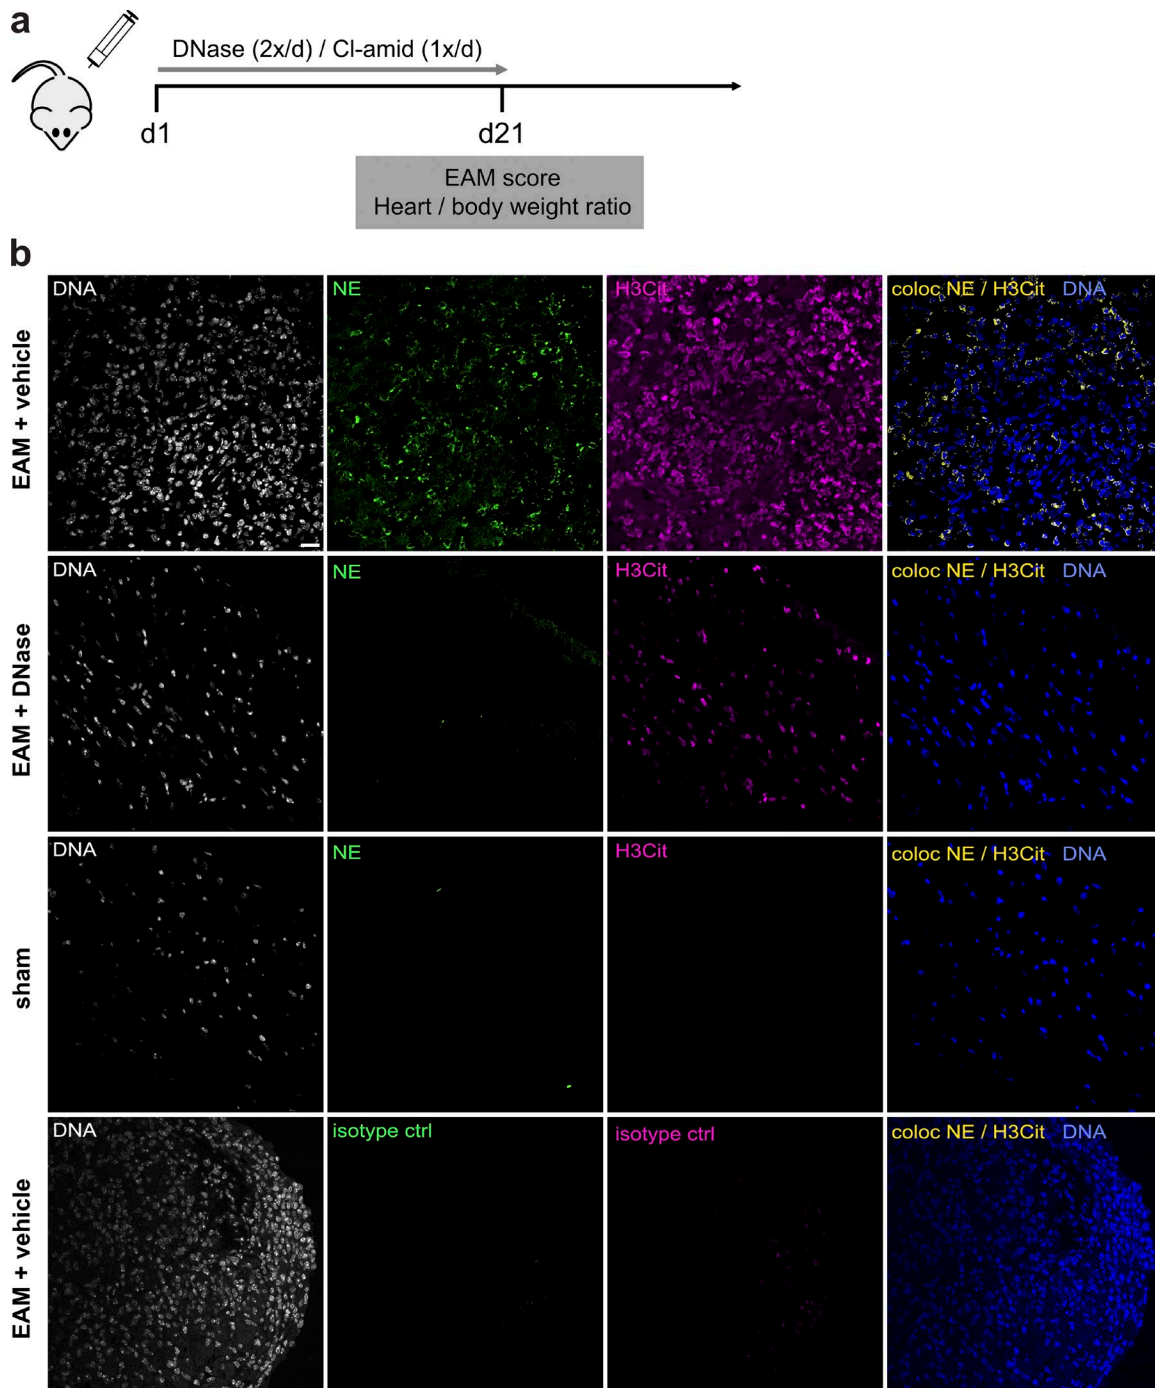 a
DNase (2x/d) / Cl-amid (1x/d)
d1
d21
EAM score
Heart / body weight ratio
b
EAM + vehicle
DNA
NE
H3Cit
coloc NE / H3Cit DNA
EAM + DNase
DNA
NE
H3Cit
coloc NE / H3Cit DNA
sham
DNA
NE
H3Cit
coloc NE / H3Cit DNA
EAM + vehicle
DNA
isotype ctrl
isotype ctrl
coloc NE / H3Cit DNA